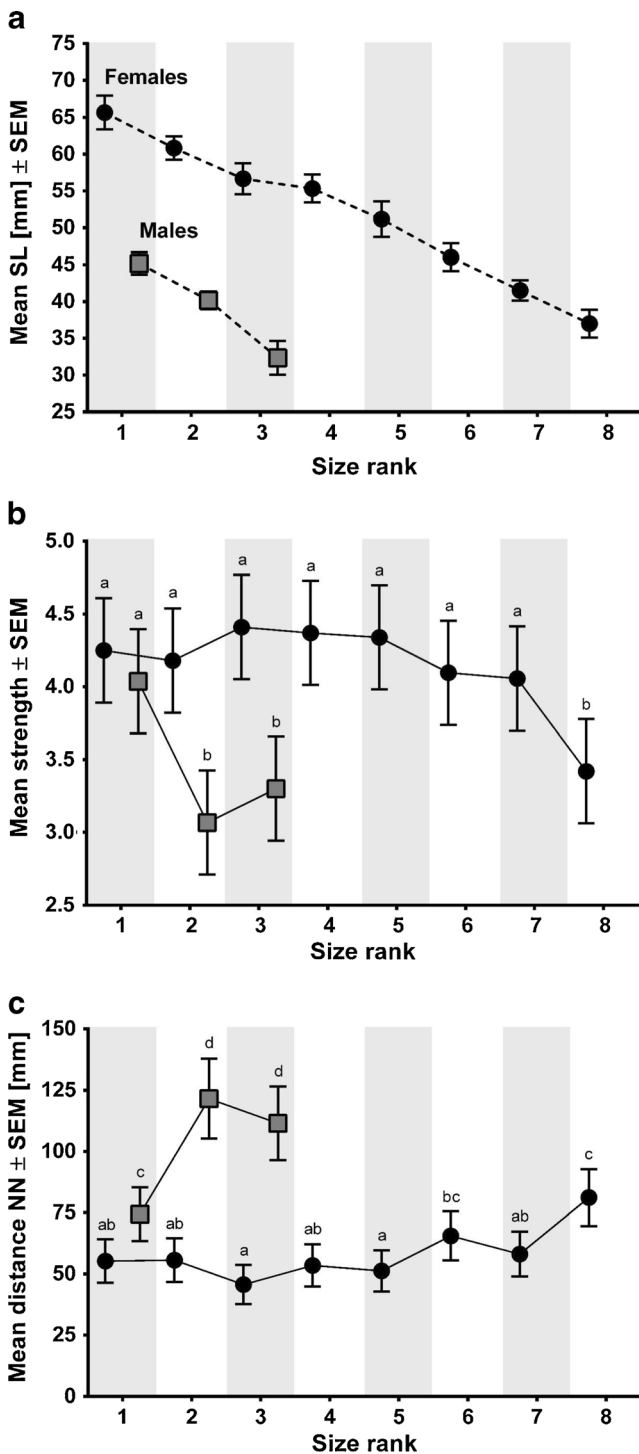 a
75
70
65
60
55
50
45
40
35
30
25
Mean SL [mm] ± SEM
Females
Males
1 2 3 4 5 6 7 8
Size rank
b
5.0
4.5
4.0
3.5
3.0
2.5
Mean strength ± SEM
a a a a a a a a b
b b
1 2 3 4 5 6 7 8
Size rank
c
150
125
100
75
50
25
0
Mean distance NN ± SEM [mm]
d d
c
ab ab a ab a bc ab c
1 2 3 4 5 6 7 8
Size rank